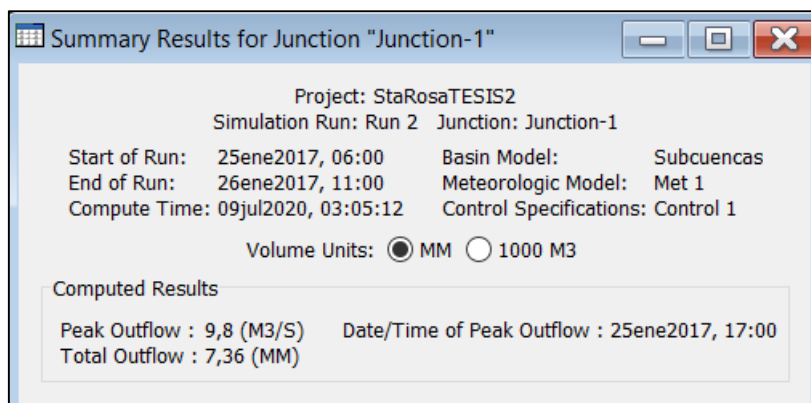 Summary Results for Junction "Junction-1"
Project: StaRosaTESIS2
Simulation Run: Run 2 Junction: Junction-1
Start of Run: 25ene2017, 06:00 Basin Model: Subcuencas
End of Run: 26ene2017, 11:00 Meteorologic Model: Met 1
Compute Time: 09jul2020, 03:05:12 Control Specifications: Control 1
Volume Units: MM 1000 M3
Computed Results
Peak Outflow : 9,8 (M3/S) Date/Time of Peak Outflow : 25ene2017, 17:00
Total Outflow : 7,36 (MM)